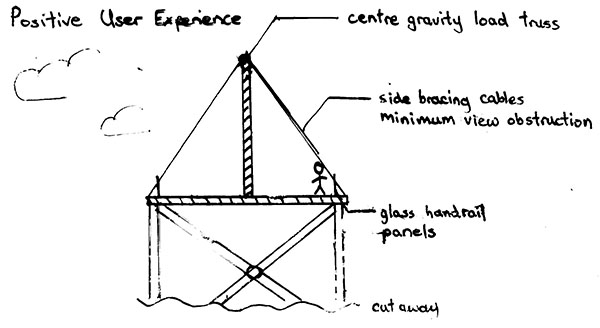 Positive User Experience
centre gravity load truss
side bracing cables
minimum view obstruction
glass handrail
panels
cut away